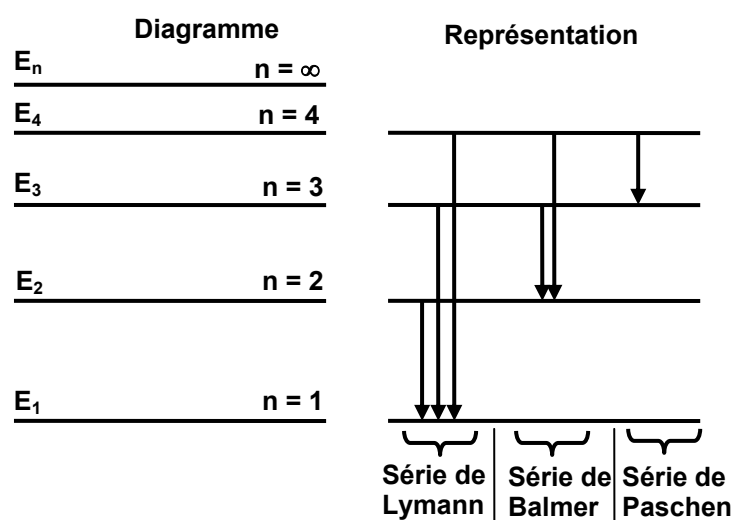 Diagramme
Représentation
Eₙ n = ∞
E₄ n = 4
E₃ n = 3
E₂ n = 2
E₁ n = 1
Série de Lymann
Série de Balmer
Série de Paschen